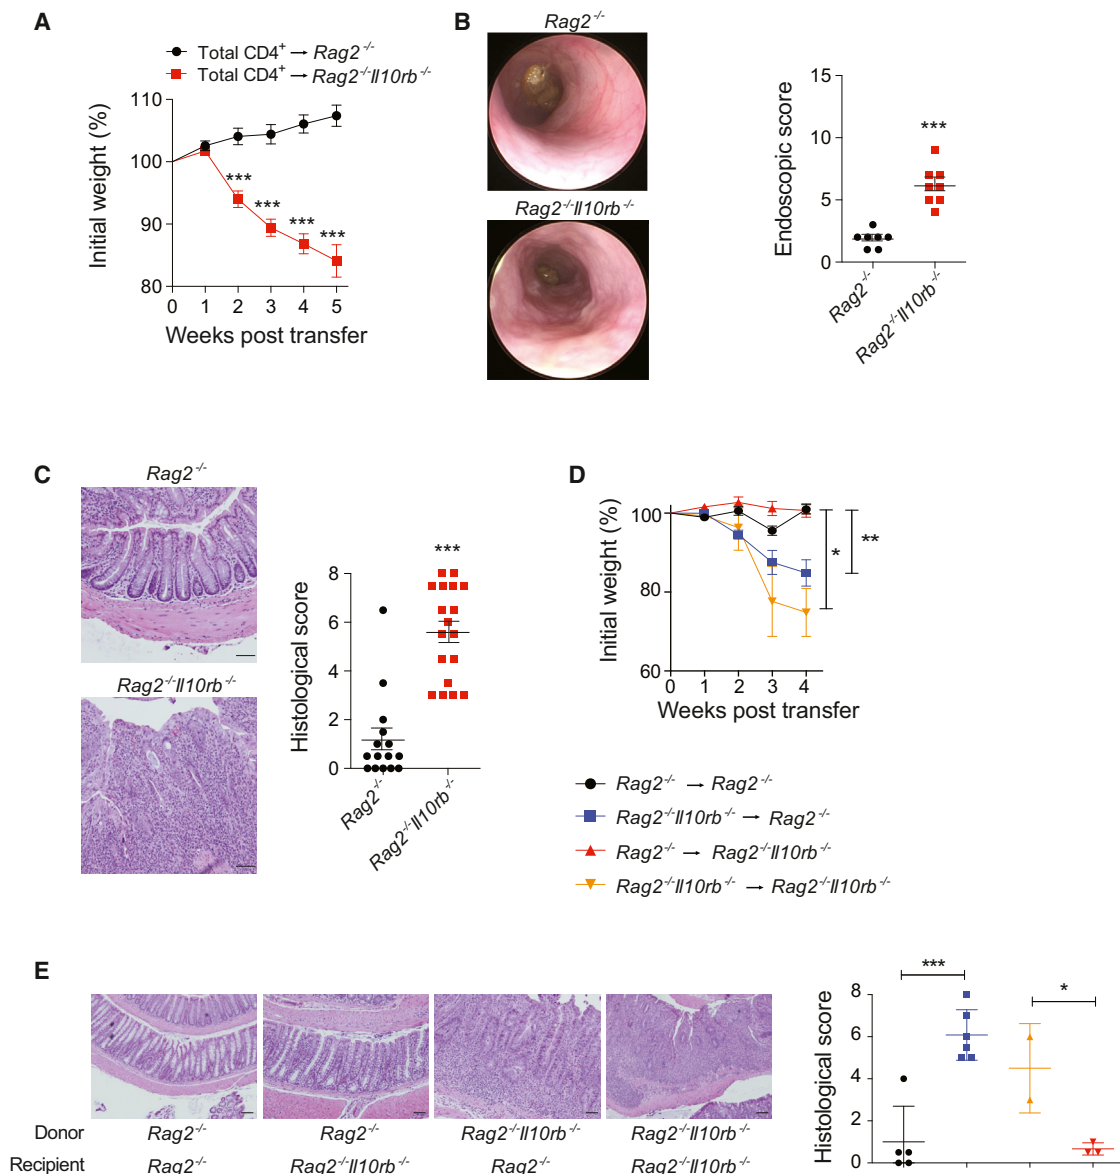 A
Total CD4+ → Rag2-/-
Total CD4+ → Rag2-/-Il10rb-/-
Initial weight (%)
110
100
90
80
***
***
***
***
0 1 2 3 4 5
Weeks post transfer
B
Rag2-/-
Rag2-/-Il10rb-/-
Endoscopic score
15
10
5
0
***
Rag2-/-
Rag2-/-Il10rb-/-
C
Rag2-/-
Rag2-/-Il10rb-/-
Histological score
8
6
4
2
0
***
Rag2-/-
Rag2-/-Il10rb-/-
D
Initial weight (%)
100
80
60
*
**
0 1 2 3 4
Weeks post transfer
Rag2-/- → Rag2-/-
Rag2-/-Il10rb-/- → Rag2-/-
Rag2-/- → Rag2-/-Il10rb-/-
Rag2-/-Il10rb-/- → Rag2-/-Il10rb-/-
E
Donor Rag2-/- Rag2-/- Rag2-/-Il10rb-/- Rag2-/-Il10rb-/-
Recipient Rag2-/- Rag2-/-Il10rb-/- Rag2-/- Rag2-/-Il10rb-/-
Histological score
8
6
4
2
0
***
*